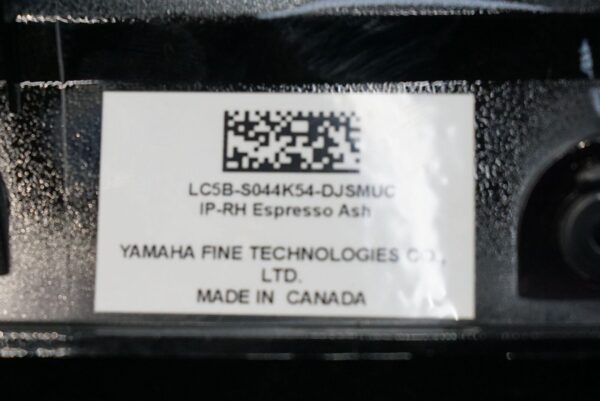 LC5B-S044K54-DJSMUC
IP-RH Espresso Ash
YAMAHA FINE TECHNOLOGIES CO.,
LTD.
MADE IN CANADA